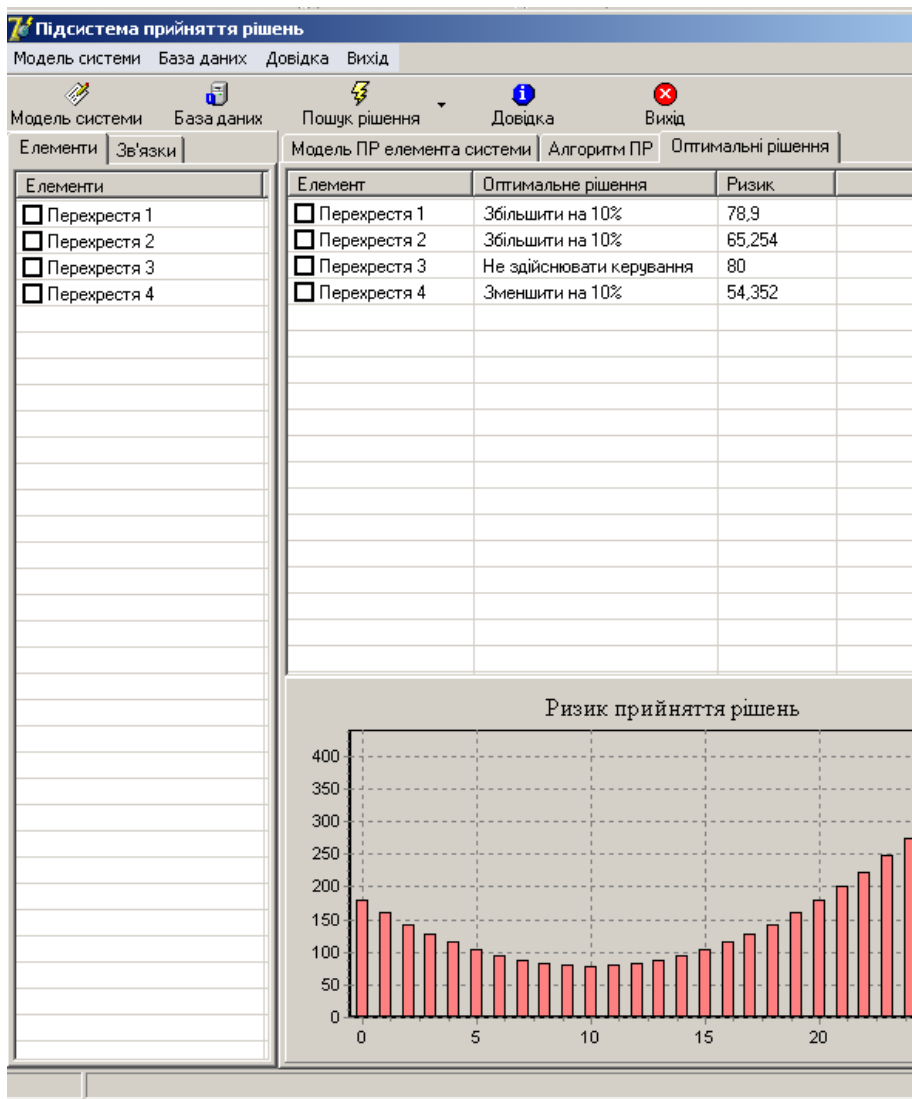 Підсистема прийняття рішень
Модель системи База даних Довідка Вихід
Модель системи База даних Пошук рішення Довідка Вихід
Елементи Зв'язки
Елементи
Перехрестя 1
Перехрестя 2
Перехрестя 3
Перехрестя 4
Модель ПР елемента системи Алгоритм ПР Оптимальні рішення
Елемент Оптимальне рішення Ризик
Перехрестя 1 Збільшити на 10% 78,9
Перехрестя 2 Збільшити на 10% 65,254
Перехрестя 3 Не здійснювати керування 80
Перехрестя 4 Зменшити на 10% 54,352
Ризик прийняття рішень
400
350
300
250
200
150
100
50
0
0 5 10 15 20